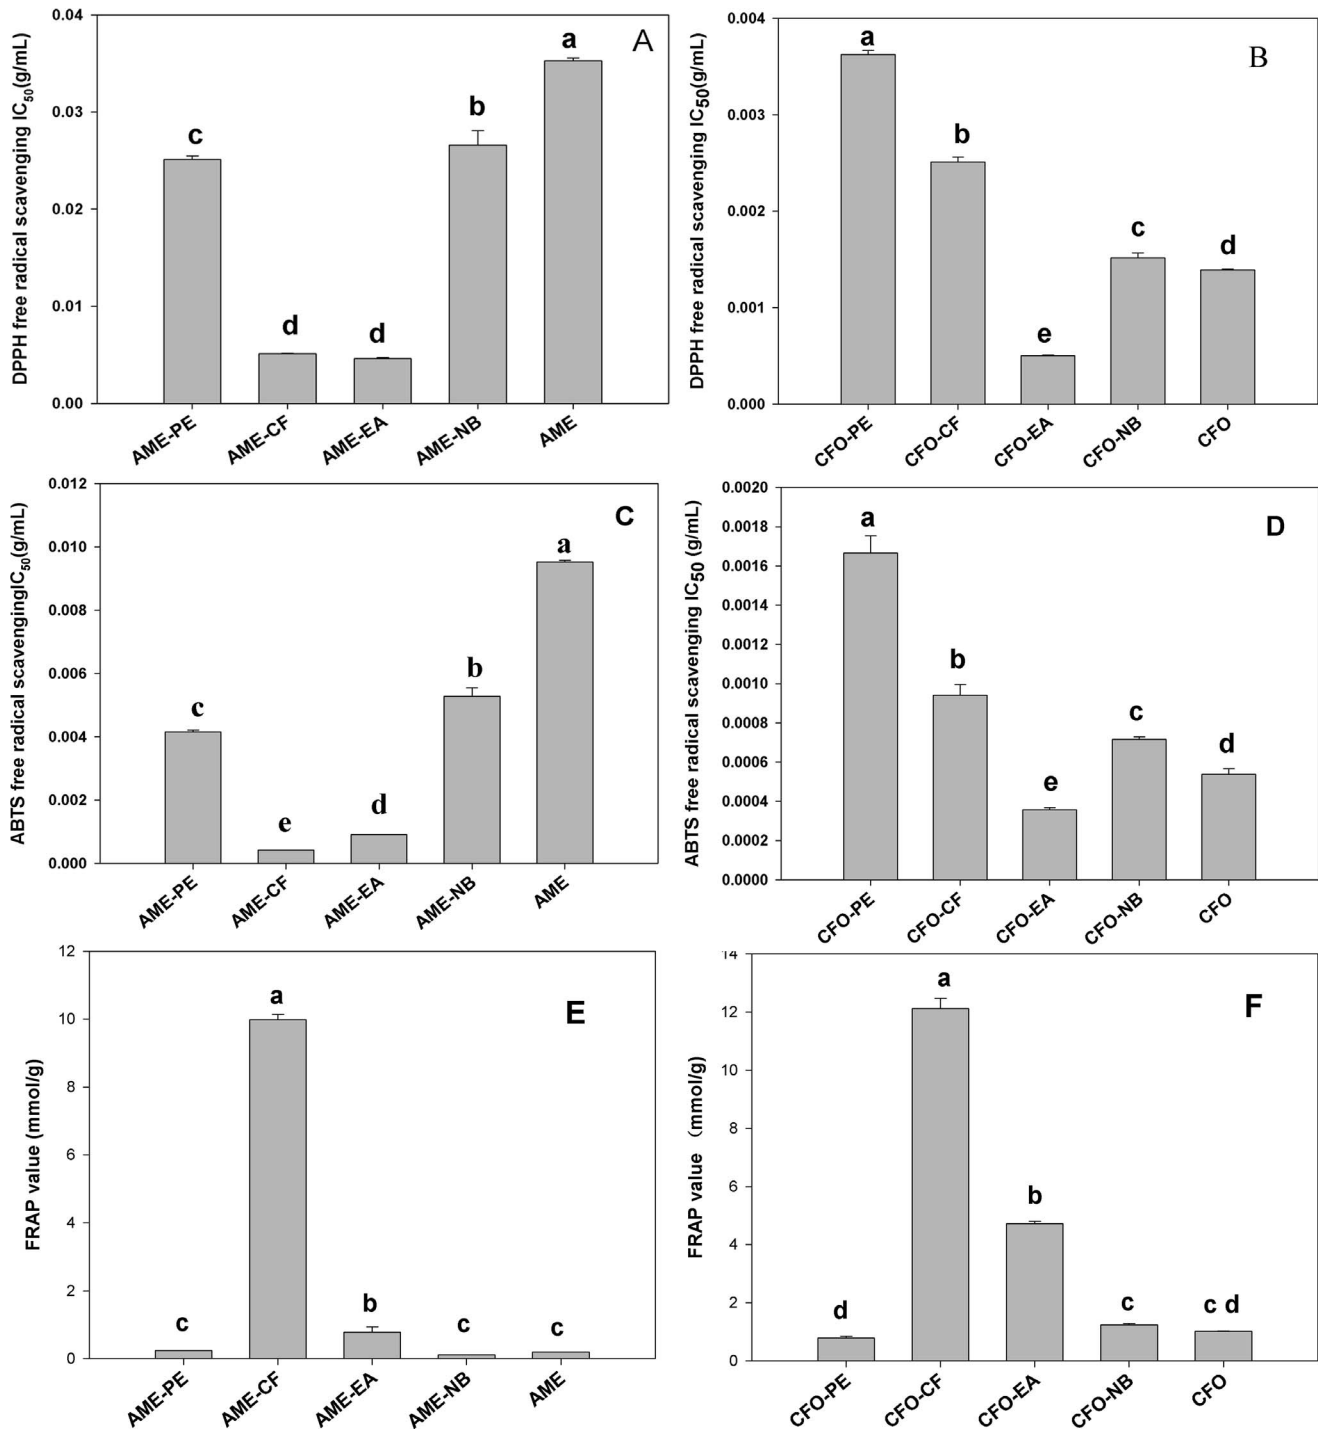 A
DPPH free radical scavenging IC50(g/mL)
0.04
0.03
0.02
0.01
0.00
c
d
d
b
a
AME-PE
AME-CF
AME-EA
AME-NB
AME
B
DPPH free radical scavenging IC50(g/mL)
0.004
0.003
0.002
0.001
0.000
a
b
e
c
d
CFO-PE
CFO-CF
CFO-EA
CFO-NB
CFO
C
ABTS free radical scavengingIC50(g/mL)
0.012
0.010
0.008
0.006
0.004
0.002
0.000
c
e
d
b
a
AME-PE
AME-CF
AME-EA
AME-NB
AME
D
ABTS free radical scavenging IC50 (g/mL)
0.0020
0.0018
0.0016
0.0014
0.0012
0.0010
0.0008
0.0006
0.0004
0.0002
0.0000
a
b
e
c
d
CFO-PE
CFO-CF
CFO-EA
CFO-NB
CFO
E
FRAP value (mmol/g)
12
10
8
6
4
2
0
c
a
b
c
c
AME-PE
AME-CF
AME-EA
AME-NB
AME
F
FRAP value（mmol/g)
14
12
10
8
6
4
2
0
d
a
b
c
c d
CFO-PE
CFO-CF
CFO-EA
CFO-NB
CFO